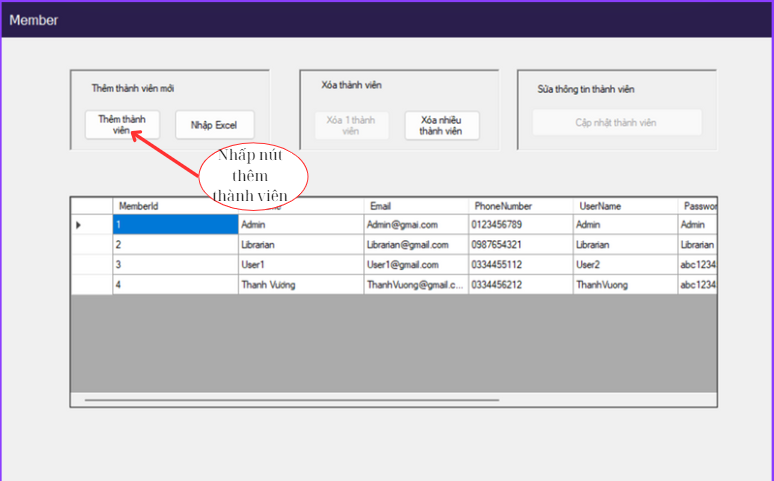 Member
Thêm thành viên mới
Xóa thành viên
Sửa thông tin thành viên
Thêm thành
viên
Nhập Excel
Xóa 1 thành
viên
Xóa nhiều
thành viên
Cập nhật thành viên
Nhấp nút
thêm
thành viên
MemberId Email PhoneNumber UserName Passwor
1 Admin Admin@gmai.com 0123456789 Admin Admin
2 Librarian Librarian@gmail.com 0987654321 Librarian Librarian
3 User1 User1@gmail.com 0334455112 User2 abc1234
4 Thanh Vương ThanhVuong@gmail.c... 0334456212 ThanhVuong abc1234